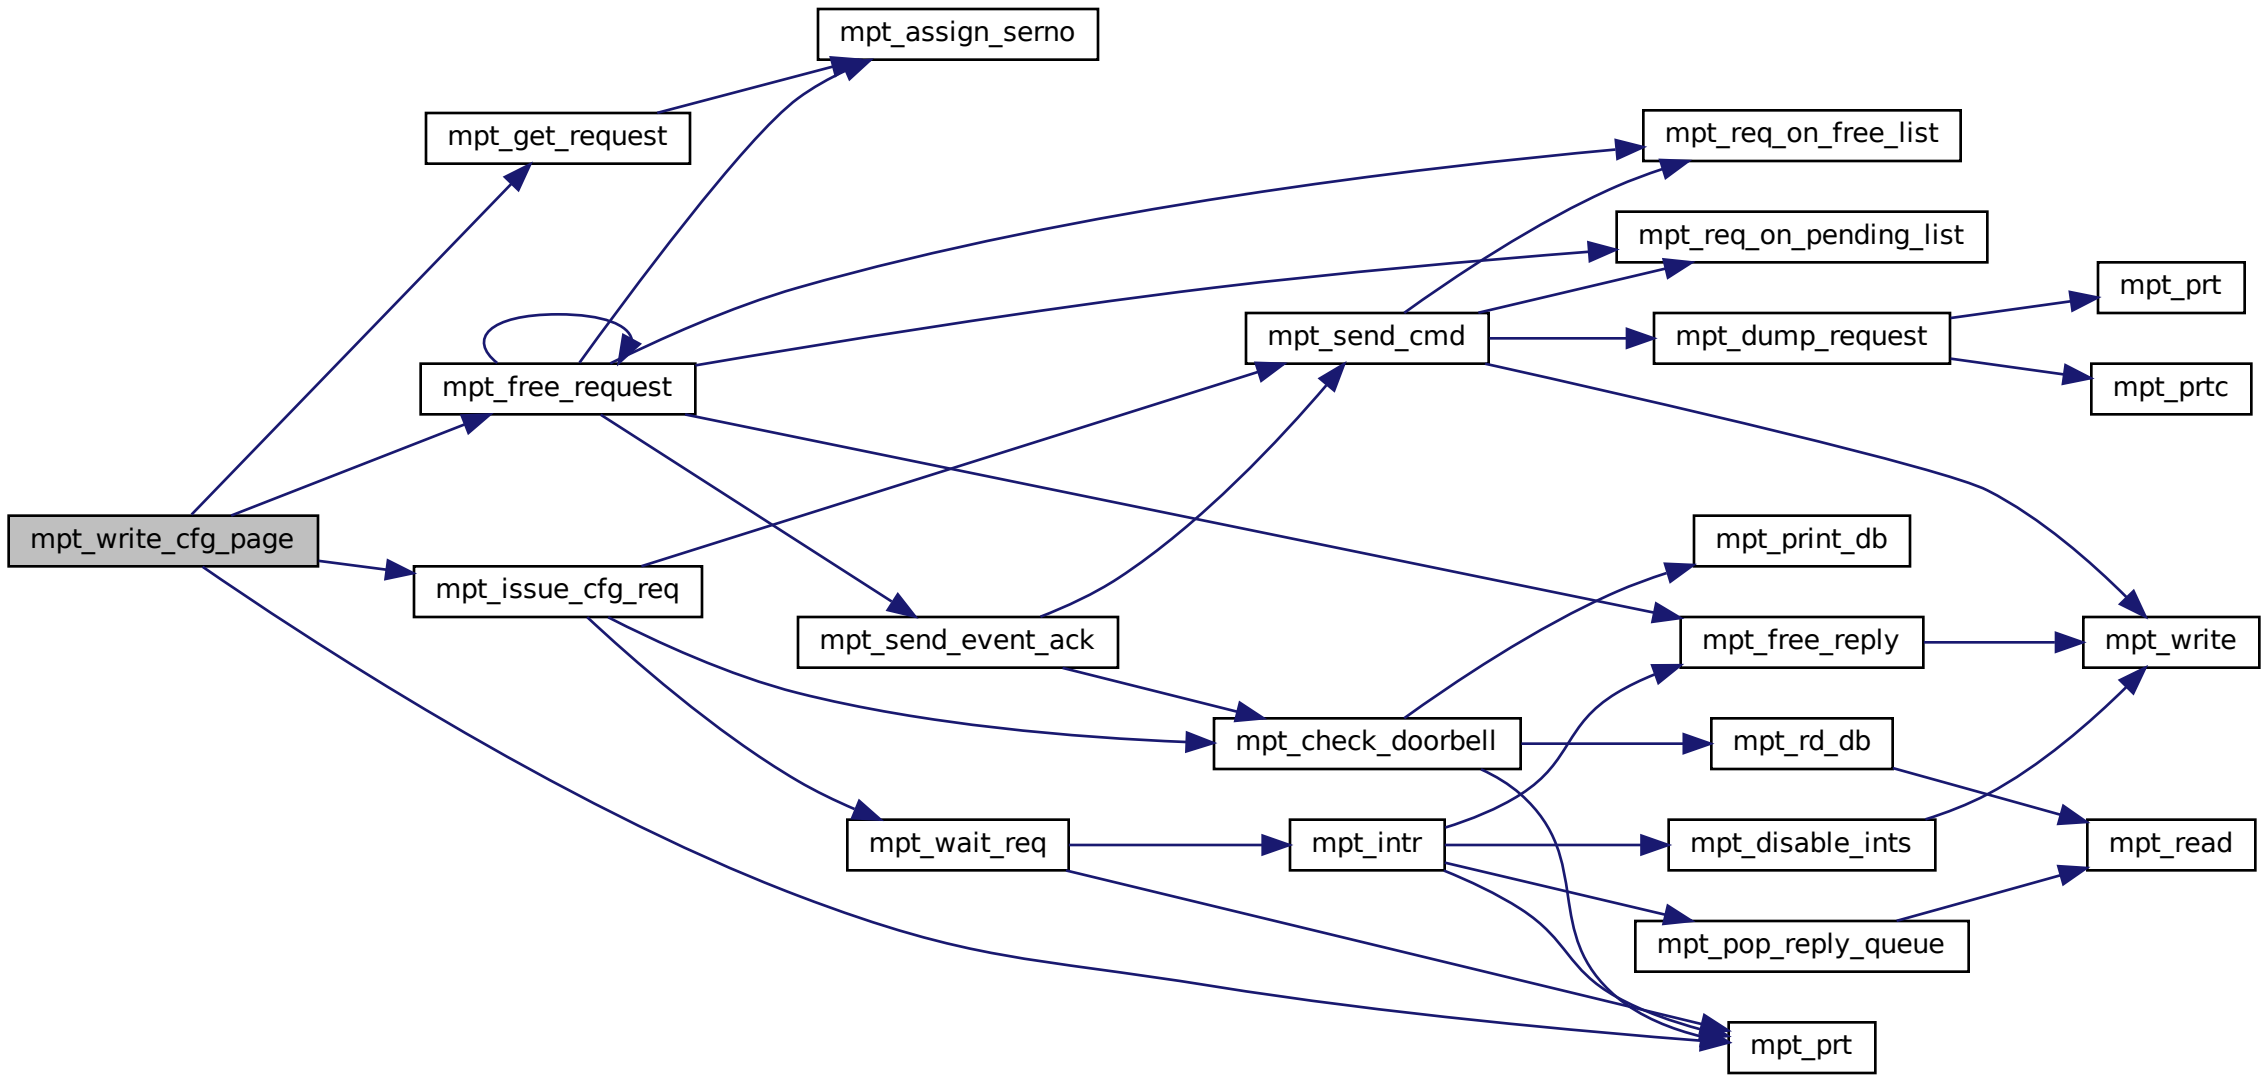 mpt_assign_serno
mpt_get_request
mpt_req_on_free_list
mpt_req_on_pending_list
mpt_prt
mpt_send_cmd
mpt_dump_request
mpt_free_request
mpt_prtc
mpt_write_cfg_page
mpt_print_db
mpt_issue_cfg_req
mpt_send_event_ack
mpt_free_reply
mpt_write
mpt_check_doorbell
mpt_rd_db
mpt_wait_req
mpt_intr
mpt_disable_ints
mpt_read
mpt_pop_reply_queue
mpt_prt